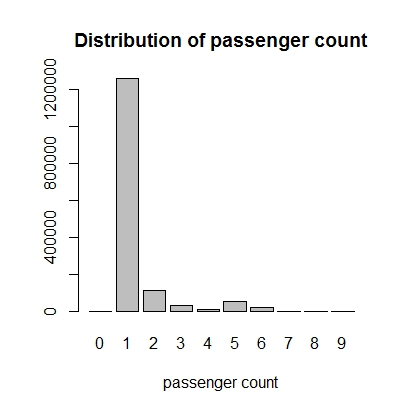 Distribution of passenger count
1200000
800000
400000
0
0 1 2 3 4 5 6 7 8 9
passenger count